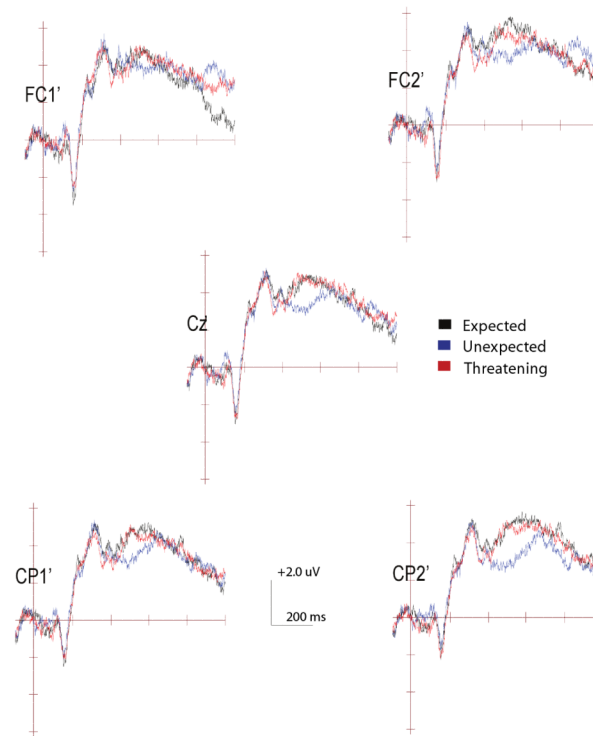 FC1'
FC2'
Cz'
Expected
Unexpected
Threatening
CP1'
CP2'
+2.0 uV
200 ms